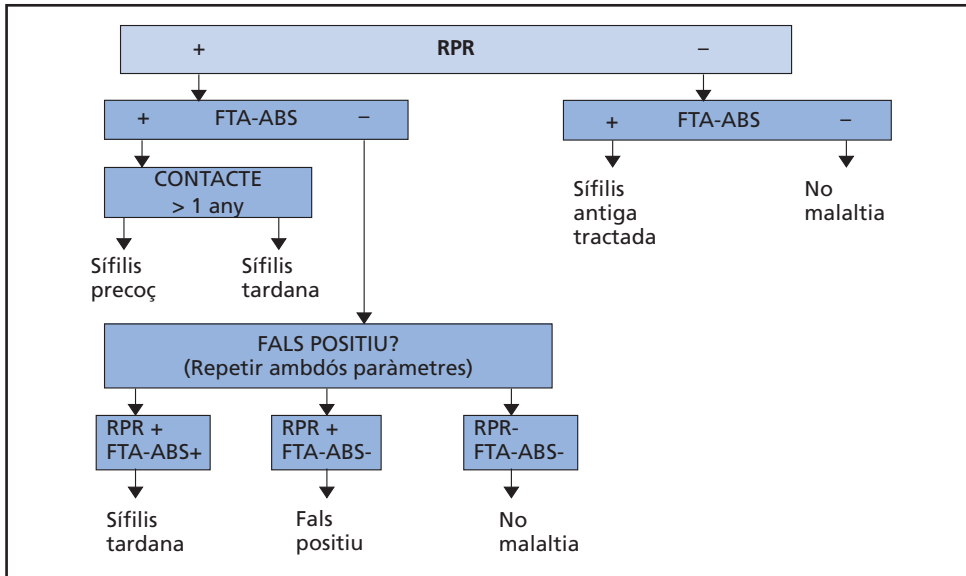 + RPR –
+ FTA-ABS –
+ FTA-ABS –
CONTACTE
> 1 any
Sífilis
antiga
tractada
No
malaltia
Sífilis
precoç
Sífilis
tardana
FALS POSITIU?
(Repetir ambdós paràmetres)
RPR +
FTA-ABS+
RPR +
FTA-ABS-
RPR-
FTA-ABS-
Sífilis
tardana
Fals
positiu
No
malaltia